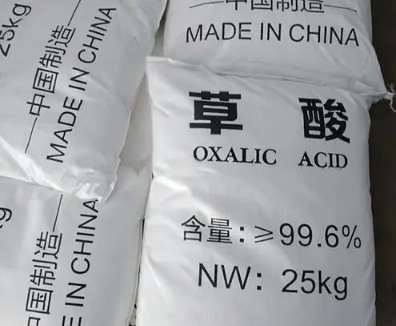 25kg
中国制造
MADE IN CHINA
中国制造
MADE IN CHINA
草 酸
OXALIC ACID
含量:≥99.6%
NW: 25kg
kg
中国制造
E IN CHINA